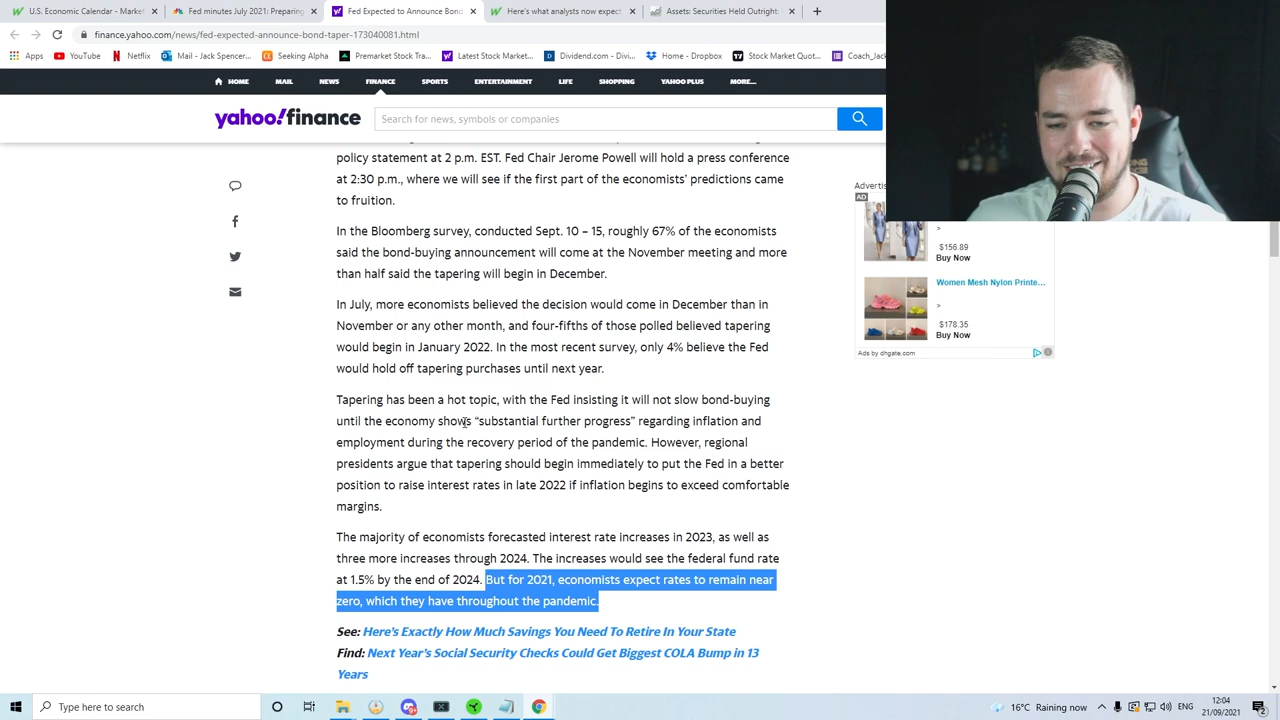 U.S. Economic Calendar - Market
Fed minutes July 2021: Preparing
Fed Expected to Announce Bond
Here's what analysts now expect
Assets: Securities Held Outright:
finance.yahoo.com/news/fed-expected-announce-bond-taper-173040081.html
Apps YouTube Netflix Mail - Jack Spencer... Seeking Alpha Premarket Stock Tra... Latest Stock Market... Dividend.com - Divi... Home - Dropbox Stock Market Quot... Coach_Jack
HOME MAIL NEWS FINANCE SPORTS ENTERTAINMENT LIFE SHOPPING YAHOO PLUS MORE...
yahoo!finance
Search for news, symbols or companies
policy statement at 2 p.m. EST. Fed Chair Jerome Powell will hold a press conference
at 2:30 p.m., where we will see if the first part of the economists' predictions came
to fruition.
In the Bloomberg survey, conducted Sept. 10 – 15, roughly 67% of the economists
said the bond-buying announcement will come at the November meeting and more
than half said the tapering will begin in December.
In July, more economists believed the decision would come in December than in
November or any other month, and four-fifths of those polled believed tapering
would begin in January 2022. In the most recent survey, only 4% believe the Fed
would hold off tapering purchases until next year.
Tapering has been a hot topic, with the Fed insisting it will not slow bond-buying
until the economy shows “substantial further progress” regarding inflation and
employment during the recovery period of the pandemic. However, regional
presidents argue that tapering should begin immediately to put the Fed in a better
position to raise interest rates in late 2022 if inflation begins to exceed comfortable
margins.
The majority of economists forecasted interest rate increases in 2023, as well as
three more increases through 2024. The increases would see the federal fund rate
at 1.5% by the end of 2024. But for 2021, economists expect rates to remain near
zero, which they have throughout the pandemic.
See: Here's Exactly How Much Savings You Need To Retire In Your State
Find: Next Year's Social Security Checks Could Get Biggest COLA Bump in 13
Years
Adverti
AD
>
$156.89
Buy Now
Women Mesh Nylon Printe...
>
$178.35
Buy Now
Ads by dhgate.com
Type here to search
16°C Raining now
ENG
12:04
21/09/2021
2